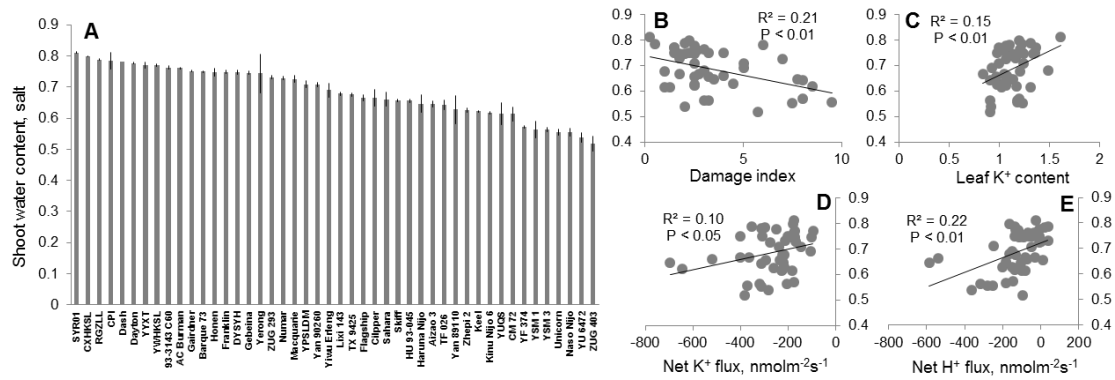 A
Shoot water content, salt
0.9
0.8
0.7
0.6
0.5
0.4
0.3
0.2
0.1
0
SYR01
CXHKSL
RGZLL
CPI
Dash
Dayton
YYXT
YWHKSL
93-3143 C60
AC Burman
Gairdner
Barque 73
Honen
Franklin
DYSYH
Gebeina
Yerong
ZUG 293
Numar
Macquarie
YPSLDM
Yan 90260
Yiwu Erleng
Lixi 143
TX 9425
Flagship
Clipper
Sahara
Skiff
HU 93-045
Haruna Nijo
Aizao 3
TF 026
Yan 89110
Zhepi 2
Keel
Kinu Nijo 6
YUQS
CM 72
YF 374
YSM 1
YSM 3
Unicorn
Naso Nijo
YU 6472
ZUG 403
B
R² = 0.21
P < 0.01
0.9
0.8
0.7
0.6
0.5
0.4
0 5 10
Damage index
C
R² = 0.15
P < 0.01
0.9
0.8
0.7
0.6
0.5
0.4
0 0.5 1 1.5 2
Leaf K⁺ content
D
R² = 0.10
P < 0.05
0.9
0.8
0.7
0.6
0.5
0.4
-800 -600 -400 -200 0
Net K⁺ flux, nmolm⁻²s⁻¹
E
R² = 0.22
P < 0.01
0.9
0.8
0.7
0.6
0.5
0.4
-800 -600 -400 -200 0 200
Net H⁺ flux, nmolm⁻²s⁻¹